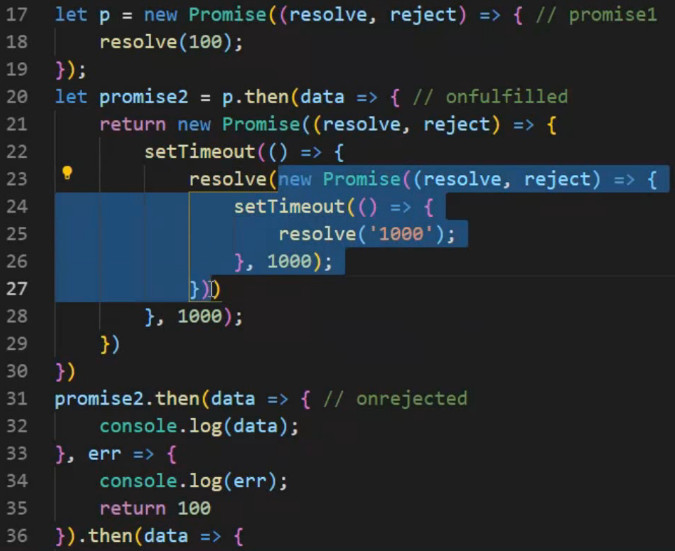 17 let p = new Promise((resolve, reject) => { // promise1
18 resolve(100);
19 });
20 let promise2 = p.then(data => { // onfulfilled
21 return new Promise((resolve, reject) => {
22 setTimeout(() => {
23 resolve(new Promise((resolve, reject) => {
24 setTimeout(() => {
25 resolve('1000');
26 }, 1000);
27 }))
28 }, 1000);
29 })
30 })
31 promise2.then(data => { // onrejected
32 console.log(data);
33 }, err => {
34 console.log(err);
35 return 100
36 }).then(data => {